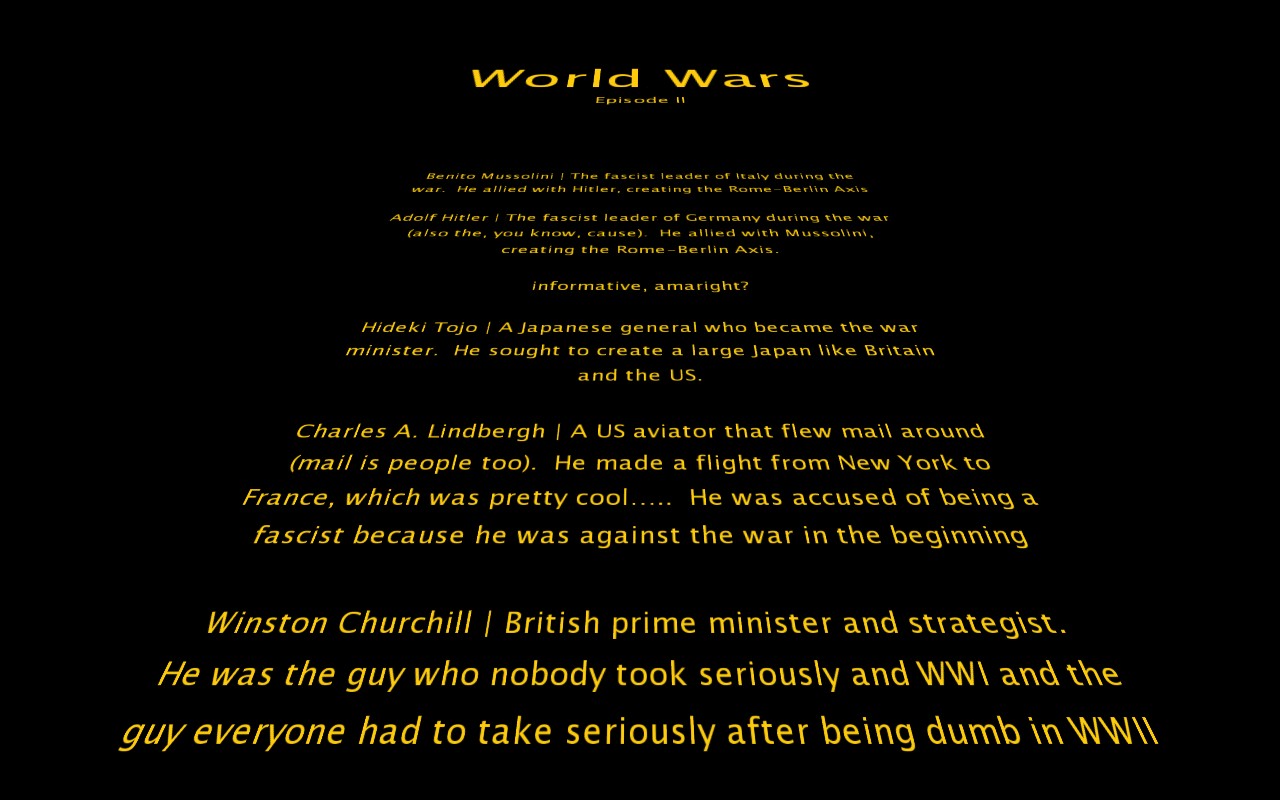 World Wars
Episode II
Benito Mussolini | The fascist leader of Italy during the
war.  He allied with Hitler, creating the Rome-Berlin Axis
Adolf Hitler | The fascist leader of Germany during the war
(also the, you know, cause).  He allied with Mussolini,
creating the Rome-Berlin Axis.
informative, amaright?
Hideki Tojo | A Japanese general who became the war
minister.  He sought to create a large Japan like Britain
and the US.
Charles A. Lindbergh | A US aviator that flew mail around
(mail is people too).  He made a flight from New York to
France, which was pretty cool.....  He was accused of being a
fascist because he was against the war in the beginning
Winston Churchill | British prime minister and strategist.
He was the guy who nobody took seriously and WWI and the
guy everyone had to take seriously after being dumb in WWII